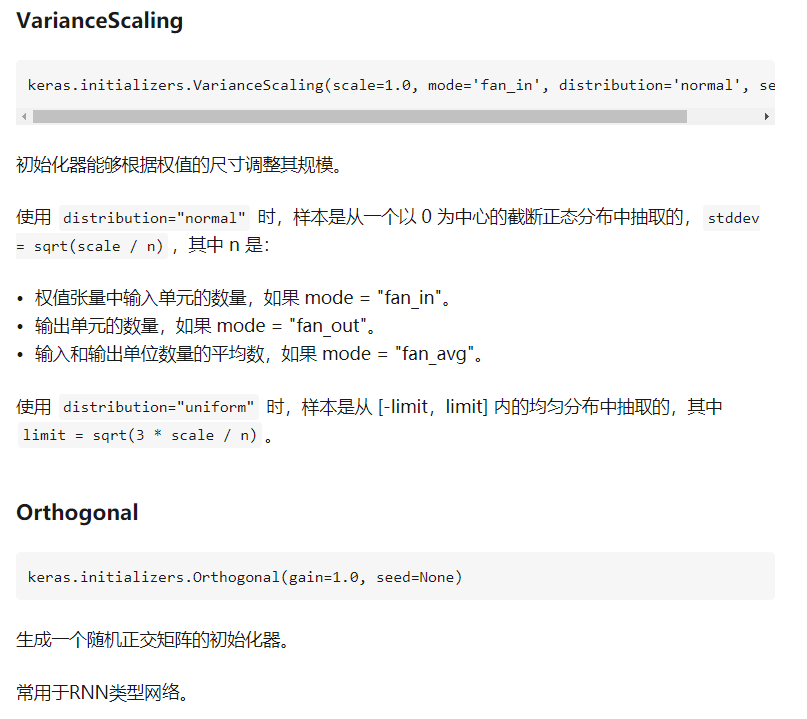 VarianceScaling
keras.initializers.VarianceScaling(scale=1.0, mode='fan_in', distribution='normal', se
初始化器能够根据权值的尺寸调整其规模。
使用 distribution="normal" 时，样本是从一个以 0 为中心的截断正态分布中抽取的， stddev
= sqrt(scale / n) ，其中 n 是：
• 权值张量中输入单元的数量，如果 mode = "fan_in"。
• 输出单元的数量，如果 mode = "fan_out"。
• 输入和输出单位数量的平均数，如果 mode = "fan_avg"。
使用 distribution="uniform" 时，样本是从 [-limit，limit] 内的均匀分布中抽取的，其中
limit = sqrt(3 * scale / n) 。
Orthogonal
keras.initializers.Orthogonal(gain=1.0, seed=None)
生成一个随机正交矩阵的初始化器。
常用于RNN类型网络。